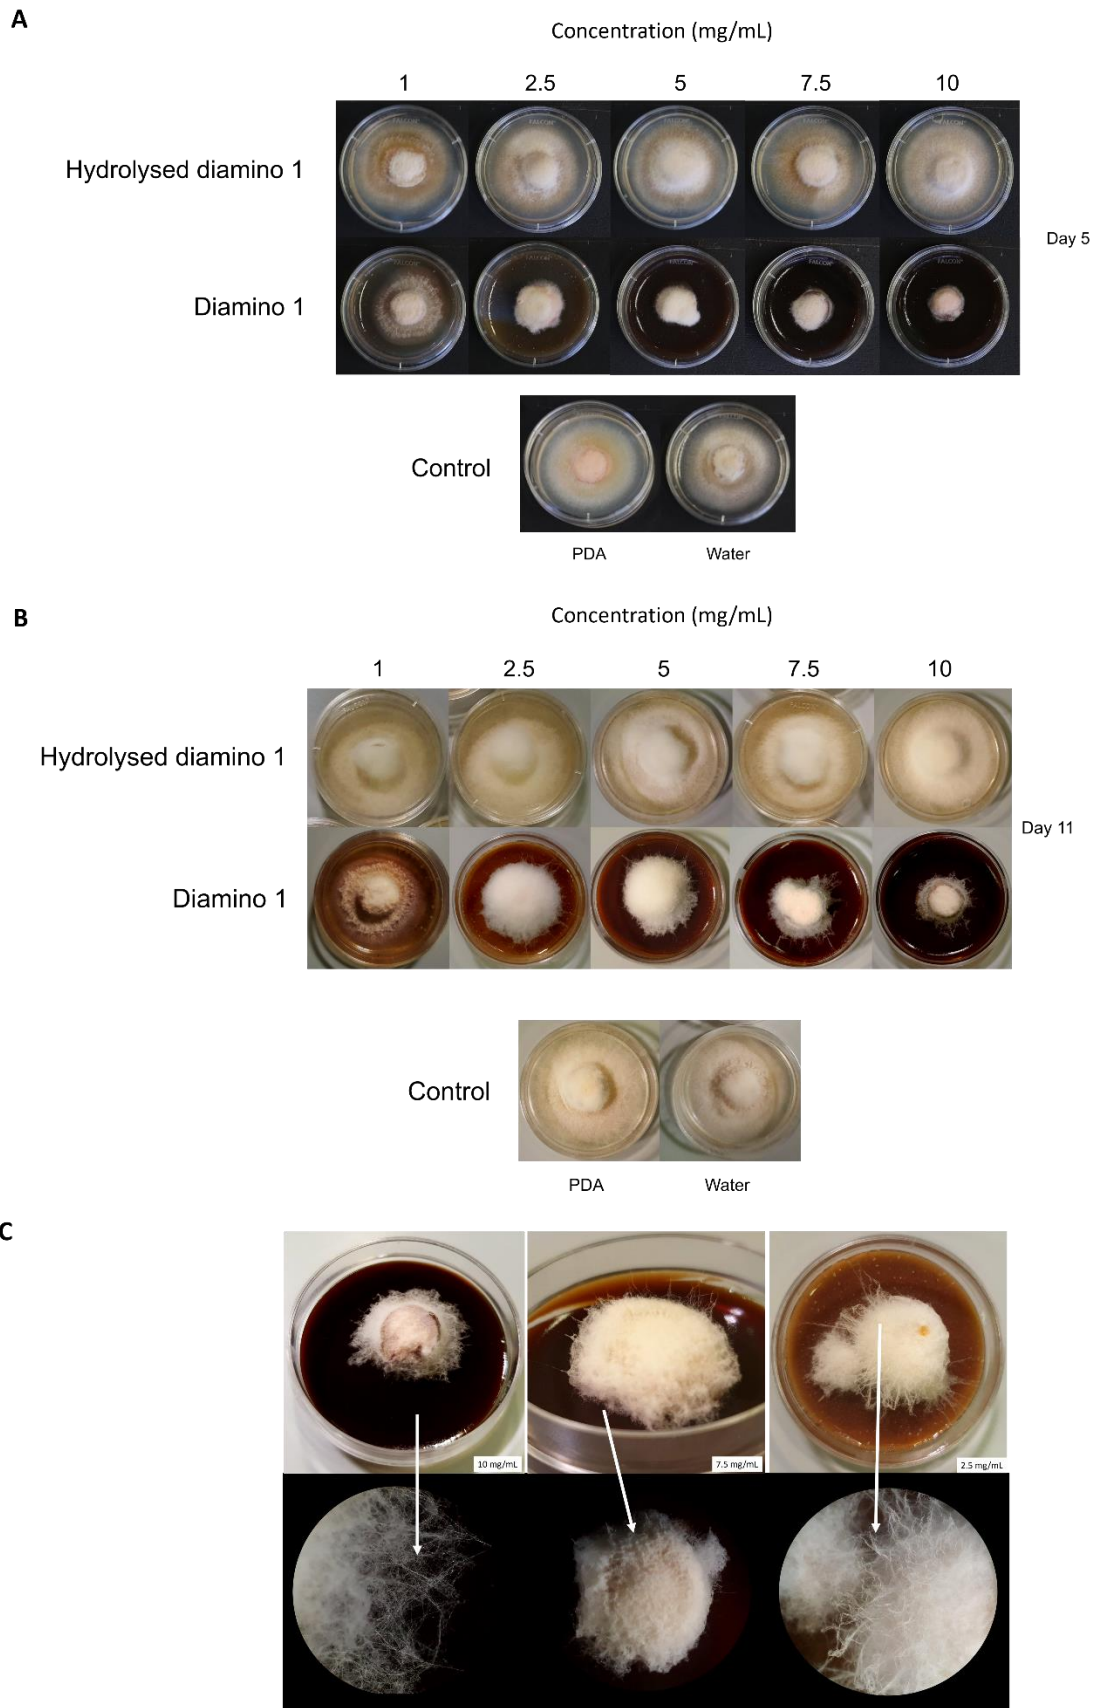 A
Concentration (mg/mL)
1 2.5 5 7.5 10
Hydrolysed diamino 1
Day 5
Diamino 1
Control
PDA Water
B
Concentration (mg/mL)
1 2.5 5 7.5 10
Hydrolysed diamino 1
Day 11
Diamino 1
Control
PDA Water
C
10 mg/mL 7.5 mg/mL 2.5 mg/mL